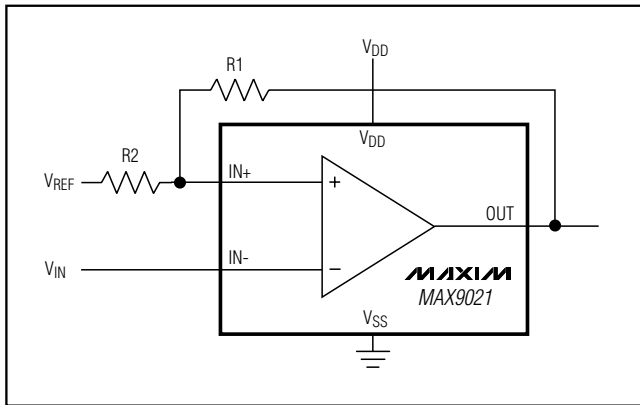 VDD
R1
VDD
R2
IN+
VREF
+
OUT
IN-
VIN
−
MAXIM
MAX9021
VSS